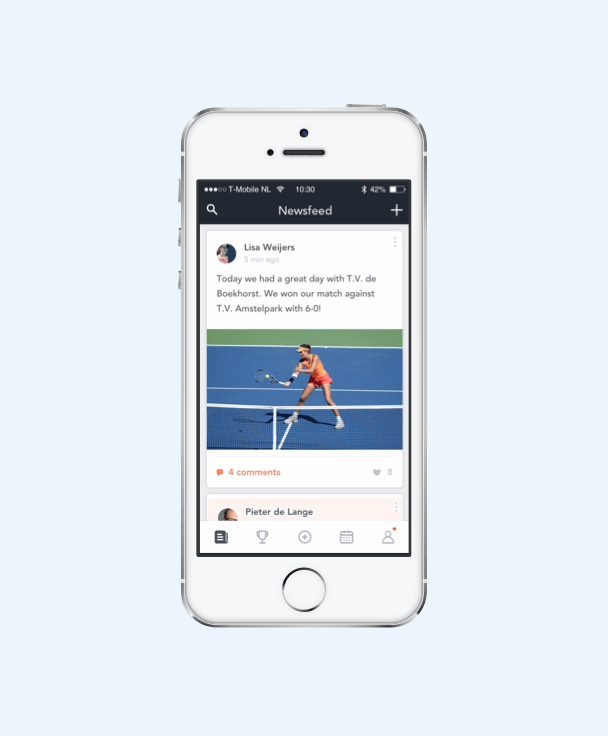 T-Mobile NL 10:30 42%
Newsfeed
Lisa Weijers
5 min ago
Today we had a great day with T.V. de
Boekhorst. We won our match against
T.V. Amstelpark with 6-0!
4 comments 8
Pieter de Lange